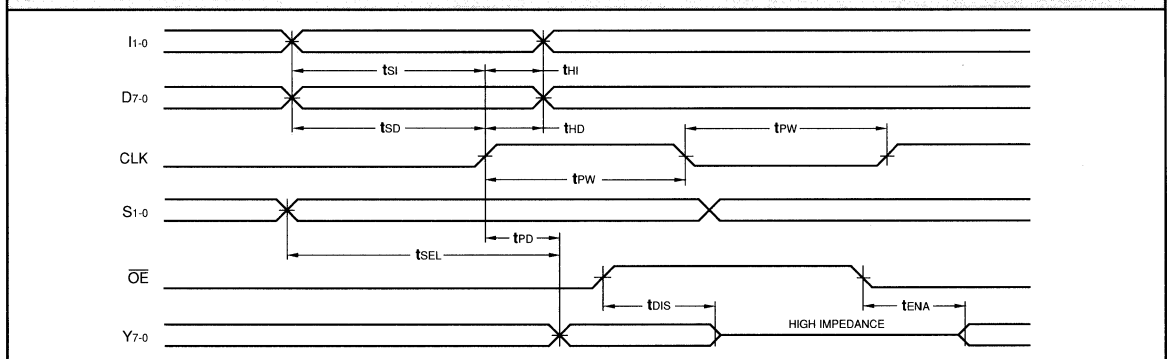 I1-0
tSI tHI
D7-0
tSD tHD tPW
CLK
tPW
S1-0
tPD
tSEL
OE
tDIS tENA
HIGH IMPEDANCE
Y7-0